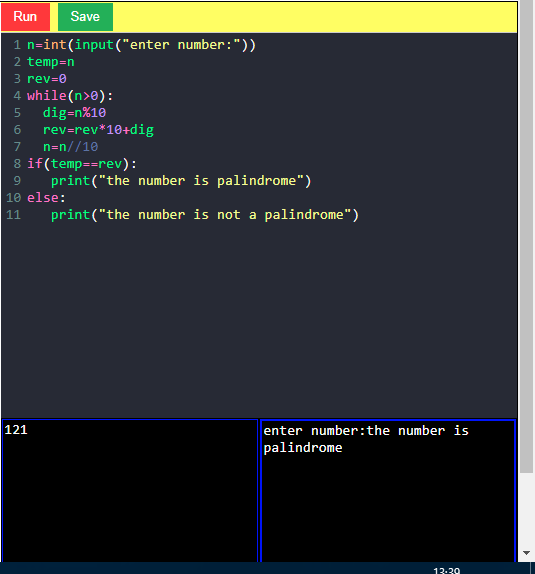 Run Save
1 n=int(input("enter number:"))
2 temp=n
3 rev=0
4 while(n>0):
5   dig=n%10
6   rev=rev*10+dig
7   n=n//10
8 if(temp==rev):
9    print("the number is palindrome")
10 else:
11    print("the number is not a palindrome")
121
enter number:the number is
palindrome
13:39